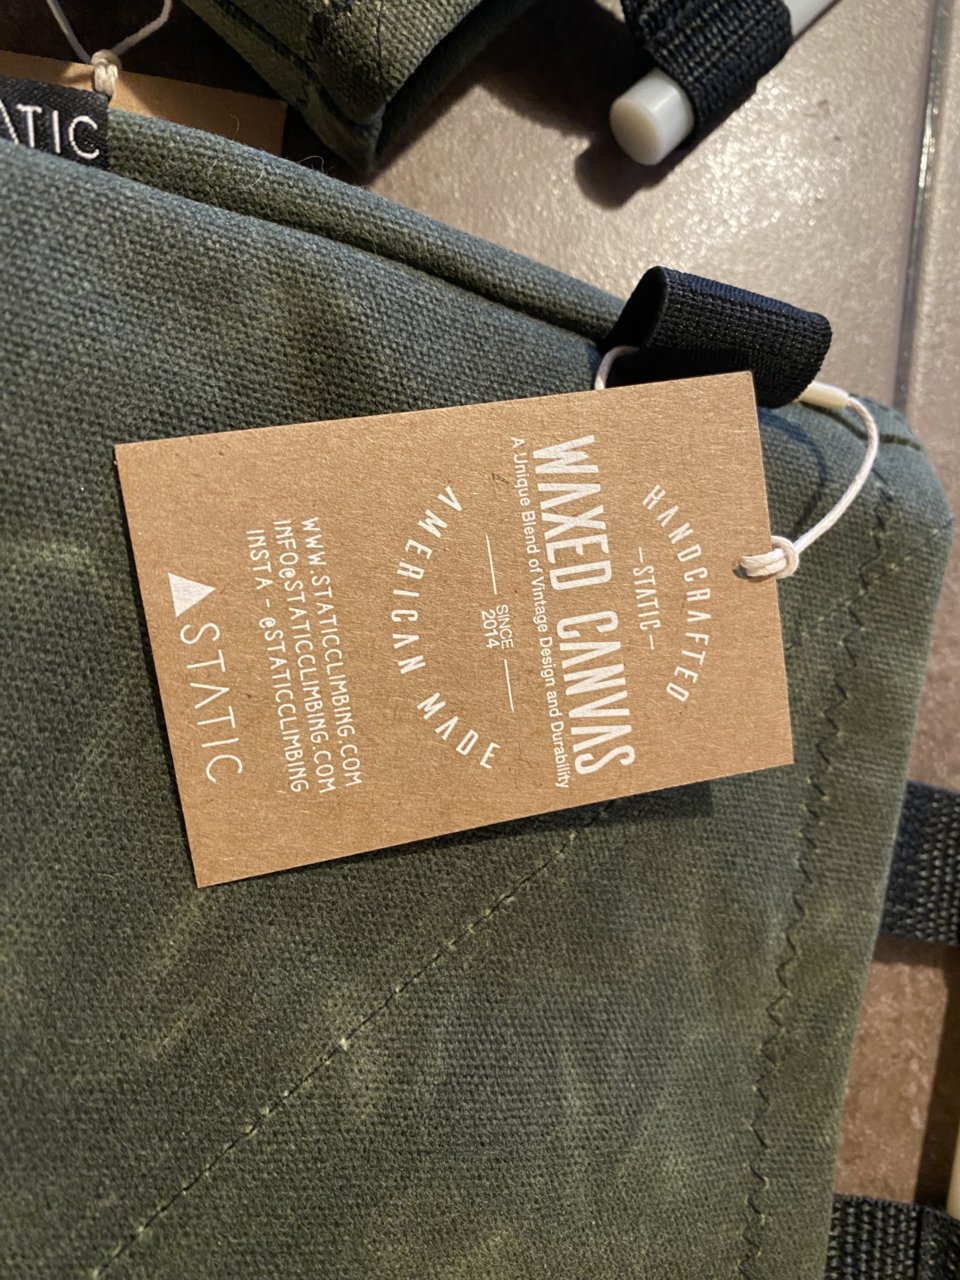 HANDCRAFTED
—STATIC—
WAXED CANVAS
A Unique Blend of Vintage Design and Durability
SINCE
2014
AMERICAN MADE
WWW.STATICCLIMBING.COM
INFO@STATICCLIMBING.COM
INSTA - @STATICCLIMBING
STATIC
ATIC